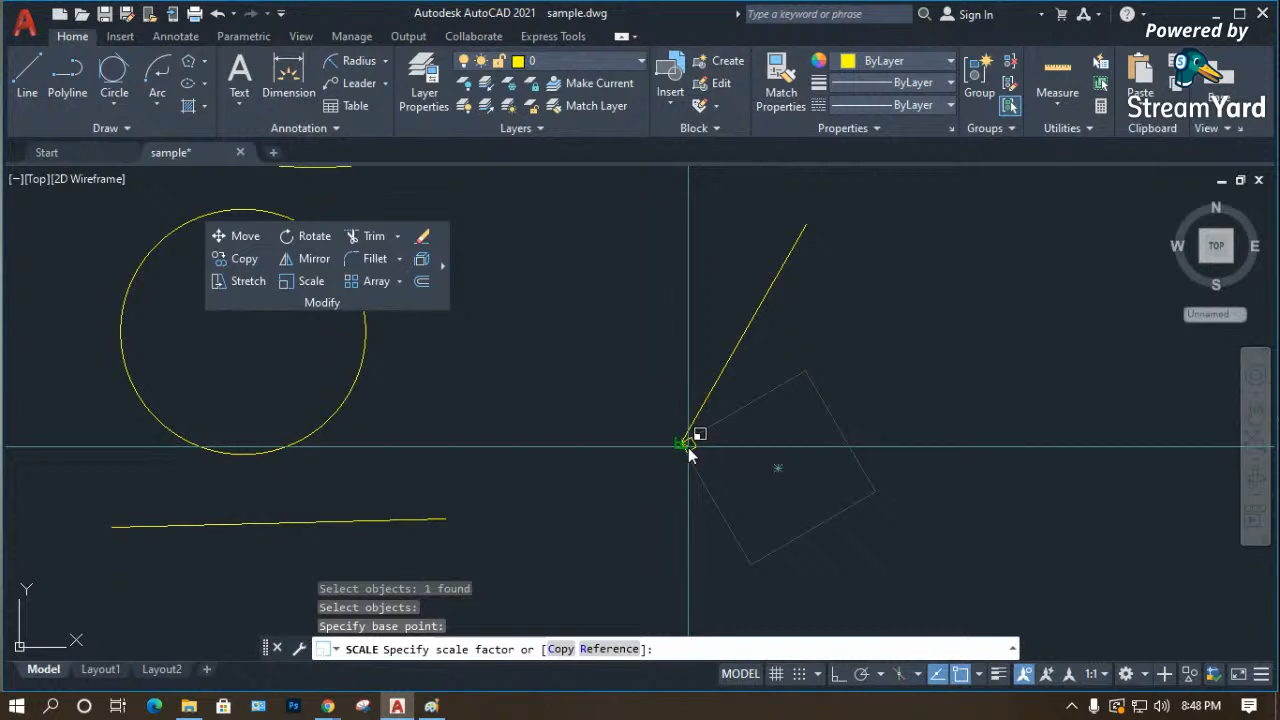 Autodesk AutoCAD 2021 sample.dwg
Type a keyword or phrase
Sign In
Powered by
StreamYard
Home Insert Annotate Parametric View Manage Output Collaborate Express Tools
Line Polyline Circle Arc
Draw
Text Dimension
Radius
Leader
Table
Annotation
Layer
Properties
0
Make Current
Match Layer
Layers
Insert
Create
Edit
Block
Match
Properties
ByLayer
ByLayer
ByLayer
Properties
Group
Groups
Measure
Utilities
Paste
Clipboard
View
Start
sample*
[−][Top][2D Wireframe]
N
W TOP E
S
Unnamed
Move Rotate Trim
Copy Mirror Fillet
Stretch Scale Array
Modify
Y
X
Select objects: 1 found
Select objects:
Specify base point:
SCALE Specify scale factor or [Copy Reference]:
Model Layout1 Layout2
MODEL
1:1
8:48 PM